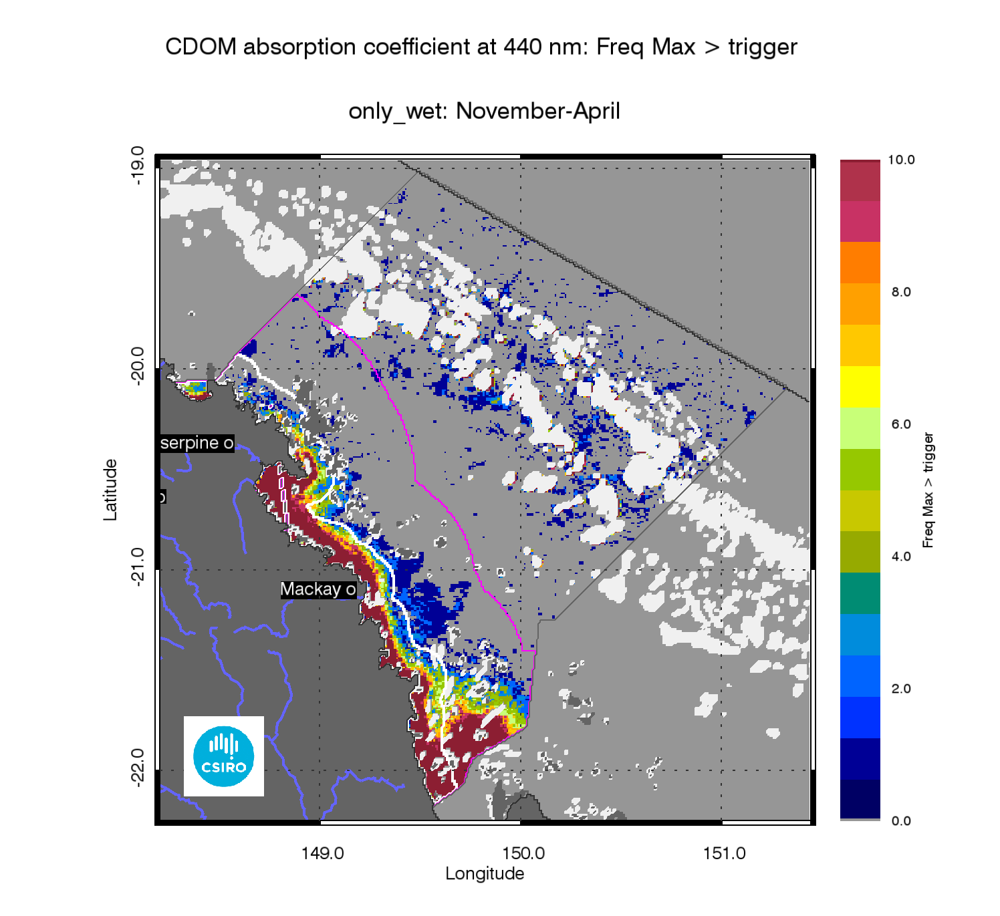 CDOM absorption coefficient at 440 nm: Freq Max > trigger
only_wet: November-April
-19.0
-20.0
-21.0
-22.0
Latitude
serpine o
o
Mackay o
CSIRO
149.0
150.0
151.0
Longitude
10.0
8.0
6.0
4.0
2.0
0.0
Freq Max > trigger